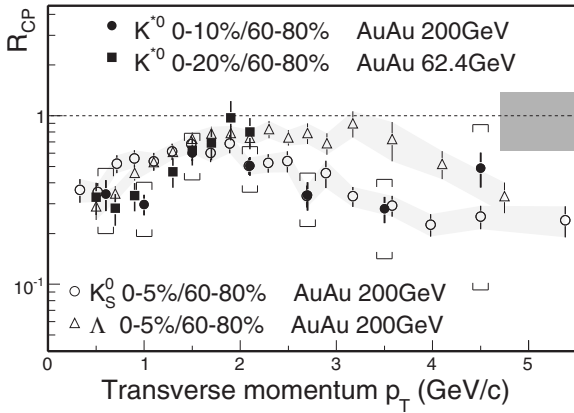 R_CP
● K*0 0-10%/60-80% AuAu 200GeV
■ K*0 0-20%/60-80% AuAu 62.4GeV
1
10^-1
○ K_S^0 0-5%/60-80% AuAu 200GeV
△ Λ 0-5%/60-80% AuAu 200GeV
0 1 2 3 4 5
Transverse momentum p_T (GeV/c)